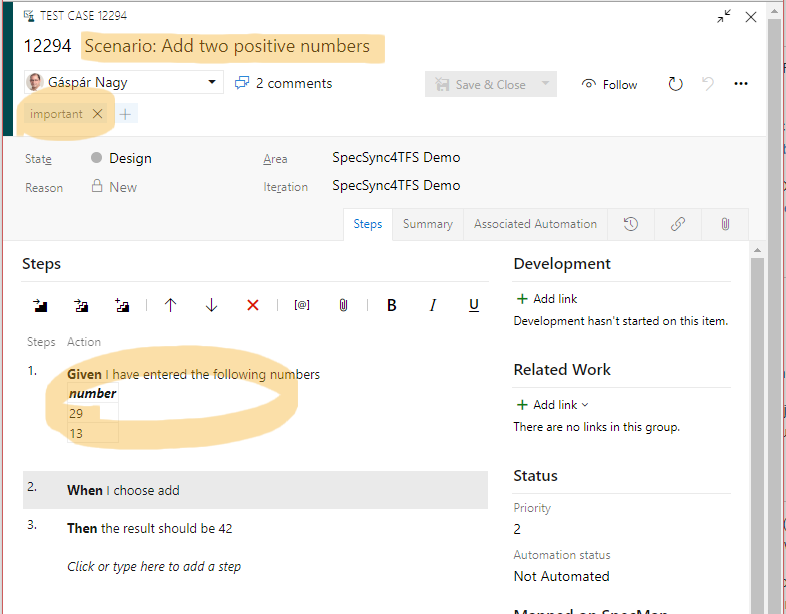 TEST CASE 12294
12294 Scenario: Add two positive numbers
Gáspár Nagy 2 comments Save & Close Follow
important
State Design Area SpecSync4TFS Demo
Reason New Iteration SpecSync4TFS Demo
Steps Summary Associated Automation
Steps
B I U
Steps Action
1. Given I have entered the following numbers
number
29
13
2. When I choose add
3. Then the result should be 42
Click or type here to add a step
Development
+ Add link
Development hasn't started on this item.
Related Work
+ Add link
There are no links in this group.
Status
Priority
2
Automation status
Not Automated